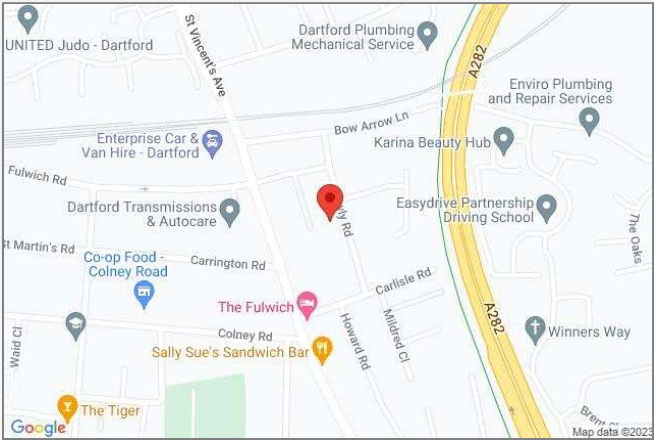 UNITED Judo - Dartford
St Vincent's Ave
Dartford Plumbing
Mechanical Service
A282
Enviro Plumbing
and Repair Services
Bow Arrow Ln
Karina Beauty Hub
Enterprise Car &
Van Hire - Dartford
Fulwich Rd
Dartford Transmissions
& Autocare
Easydrive Partnership
Driving School
The Oaks
St Martin's Rd
Carrington Rd
Co-op Food -
Colney Road
Carlisle Rd
The Fulwich
A282
Colney Rd
Howard Rd
Mildred Cl
Winners Way
Waid Cl
Sally Sue's Sandwich Bar
The Tiger
Google
Map data ©2023